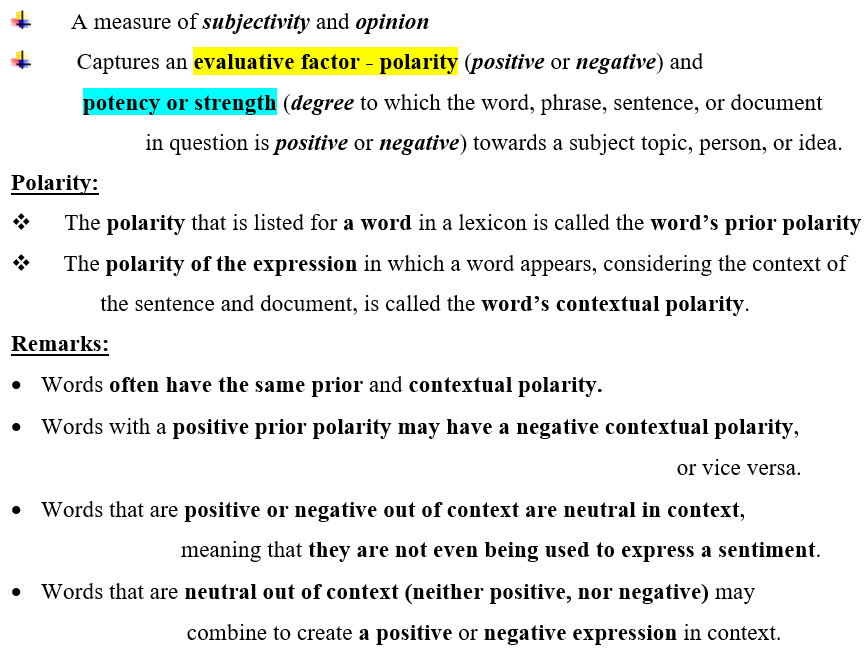 A measure of subjectivity and opinion
Captures an evaluative factor - polarity (positive or negative) and
potency or strength (degree to which the word, phrase, sentence, or document
in question is positive or negative) towards a subject topic, person, or idea.
Polarity:
❖ The polarity that is listed for a word in a lexicon is called the word’s prior polarity
❖ The polarity of the expression in which a word appears, considering the context of
the sentence and document, is called the word’s contextual polarity.
Remarks:
• Words often have the same prior and contextual polarity.
• Words with a positive prior polarity may have a negative contextual polarity,
or vice versa.
• Words that are positive or negative out of context are neutral in context,
meaning that they are not even being used to express a sentiment.
• Words that are neutral out of context (neither positive, nor negative) may
combine to create a positive or negative expression in context.